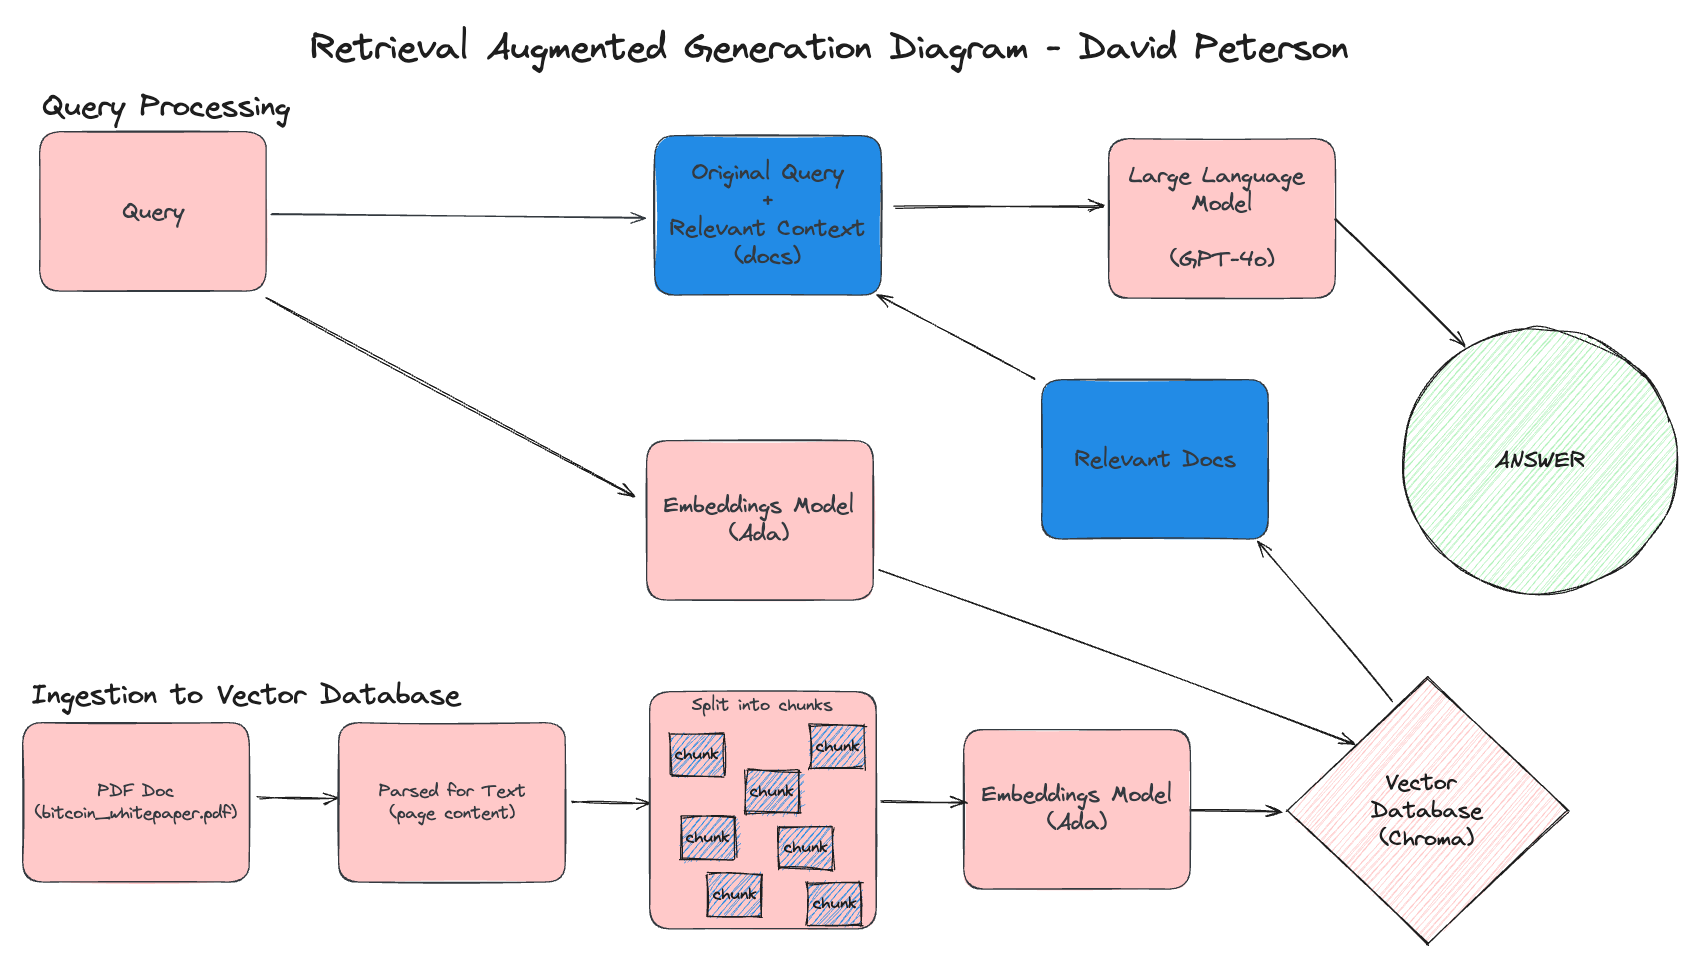 Retrieval Augmented Generation Diagram - David Peterson
Query Processing
Query
Original Query
+
Relevant Context
(docs)
Large Language
Model
(GPT-4o)
Relevant Docs
ANSWER
Embeddings Model
(Ada)
Ingestion to Vector Database
PDF Doc
(bitcoin_whitepaper.pdf)
Parsed for Text
(page content)
Split into chunks
chunk
chunk
chunk
chunk
chunk
chunk
chunk
Embeddings Model
(Ada)
Vector
Database
(Chroma)